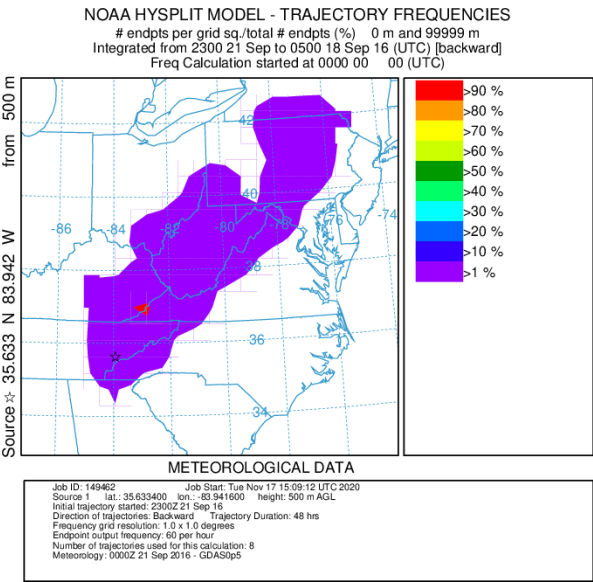 NOAA HYSPLIT MODEL - TRAJECTORY FREQUENCIES
# endpts per grid sq./total # endpts (%) 0 m and 99999 m
Integrated from 2300 21 Sep to 0500 18 Sep 16 (UTC) [backward]
Freq Calculation started at 0000 00 00 (UTC)
Source ☆ 35.633 N 83.942 W from 500 m
42
40
-86
-84
-82
-80
-78
-76
-74
38
36
34
>90 %
>80 %
>70 %
>60 %
>50 %
>40 %
>30 %
>20 %
>10 %
>1 %
METEOROLOGICAL DATA
Job ID: 149462 Job Start: Tue Nov 17 15:09:12 UTC 2020
Source 1 lat.: 35.633400 lon.: -83.941600 height: 500 m AGL
Initial trajectory started: 2300Z 21 Sep 16
Direction of trajectories: Backward Trajectory Duration: 48 hrs
Frequency grid resolution: 1.0 x 1.0 degrees
Endpoint output frequency: 60 per hour
Number of trajectories used for this calculation: 8
Meteorology: 0000Z 21 Sep 2016 - GDAS0p5